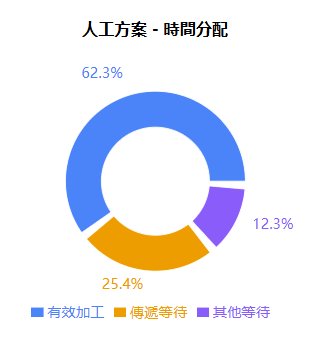 人工方案 - 時間分配
62.3%
12.3%
25.4%
有效加工 傳遞等待 其他等待